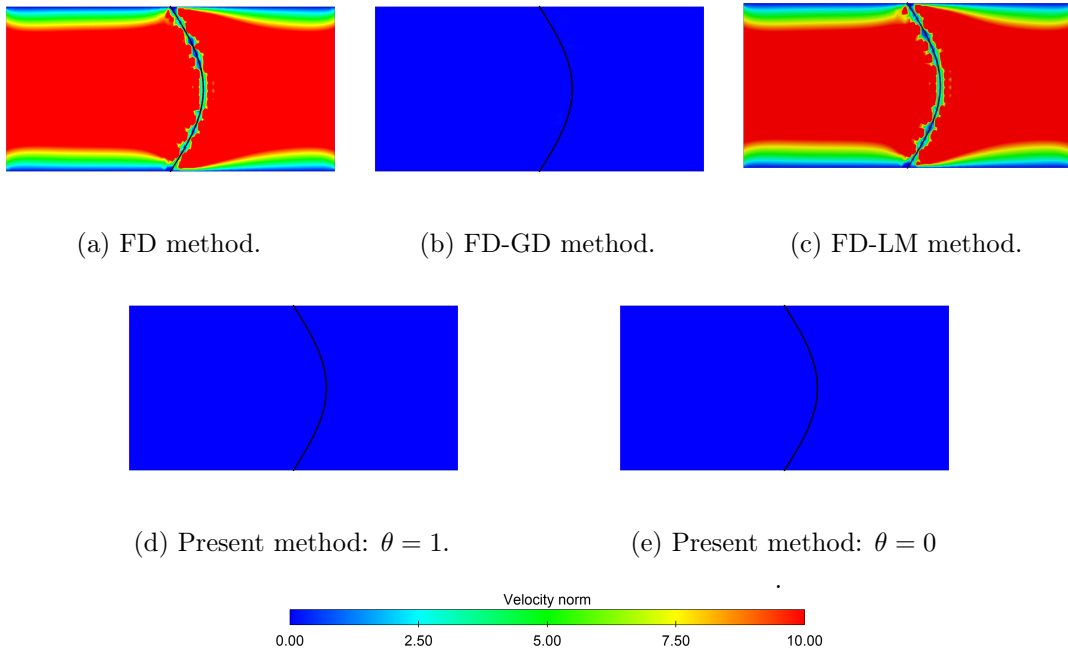 (a) FD method.
(b) FD-GD method.
(c) FD-LM method.
(d) Present method: θ = 1.
(e) Present method: θ = 0
.
Velocity norm
0.00 2.50 5.00 7.50 10.00